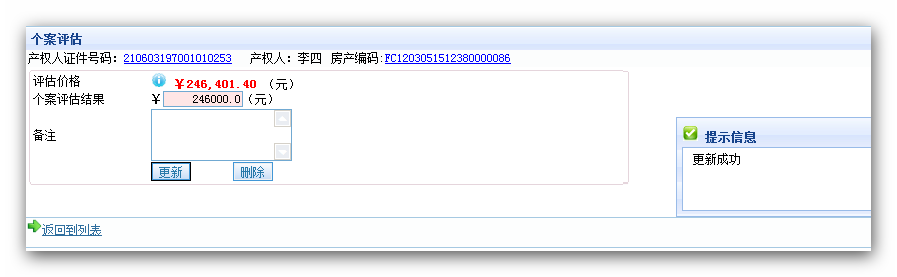 个案评估
产权人证件号码：210603197001010253 产权人：李四 房产编码:FC1203051512380000086
评估价格 ￥246,401.40 （元）
个案评估结果 ￥ 246000.0 （元）
备注
更新 删除
提示信息
更新成功
返回到列表